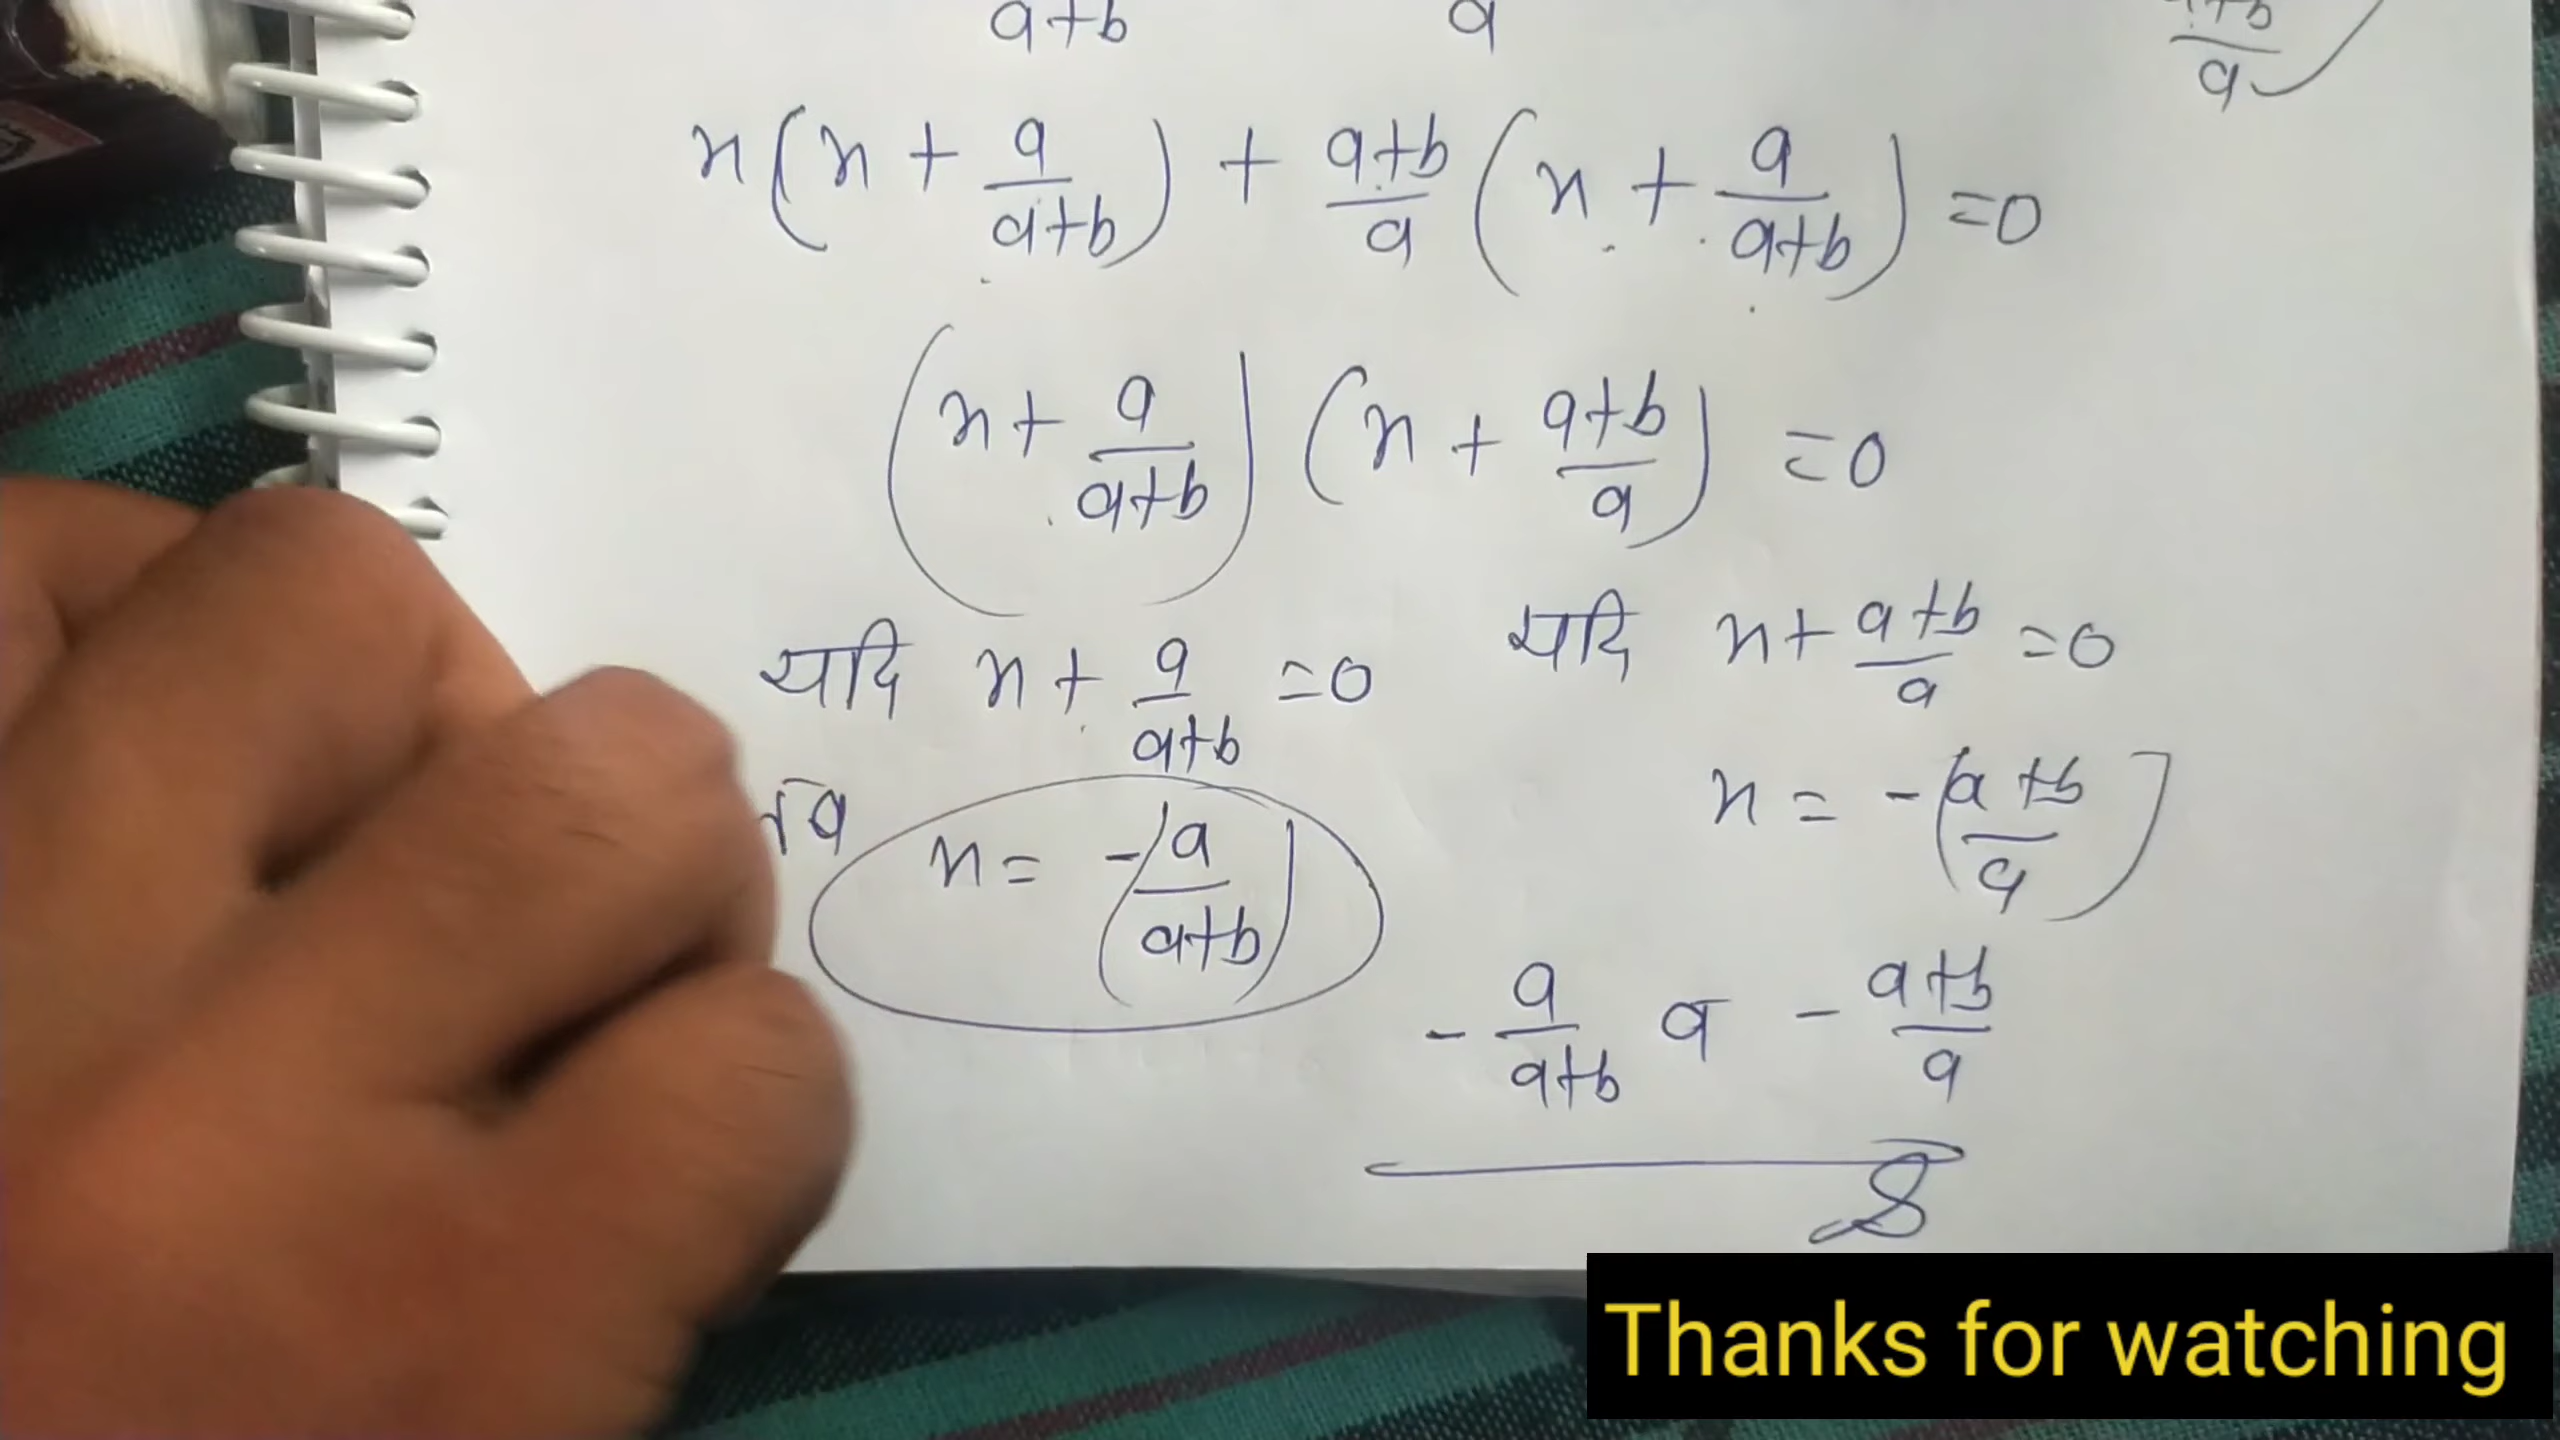 a+b a a+b/a
x(x + a/a+b) + a+b/a (x + a/a+b) =0
(x + a/a+b) (x + a+b/a) =0
यदि x + a/a+b =0 यदि x + a+b/a =0
x = -(a/a+b) x = -(a+b/a)
- a/a+b व - a+b/a
Thanks for watching